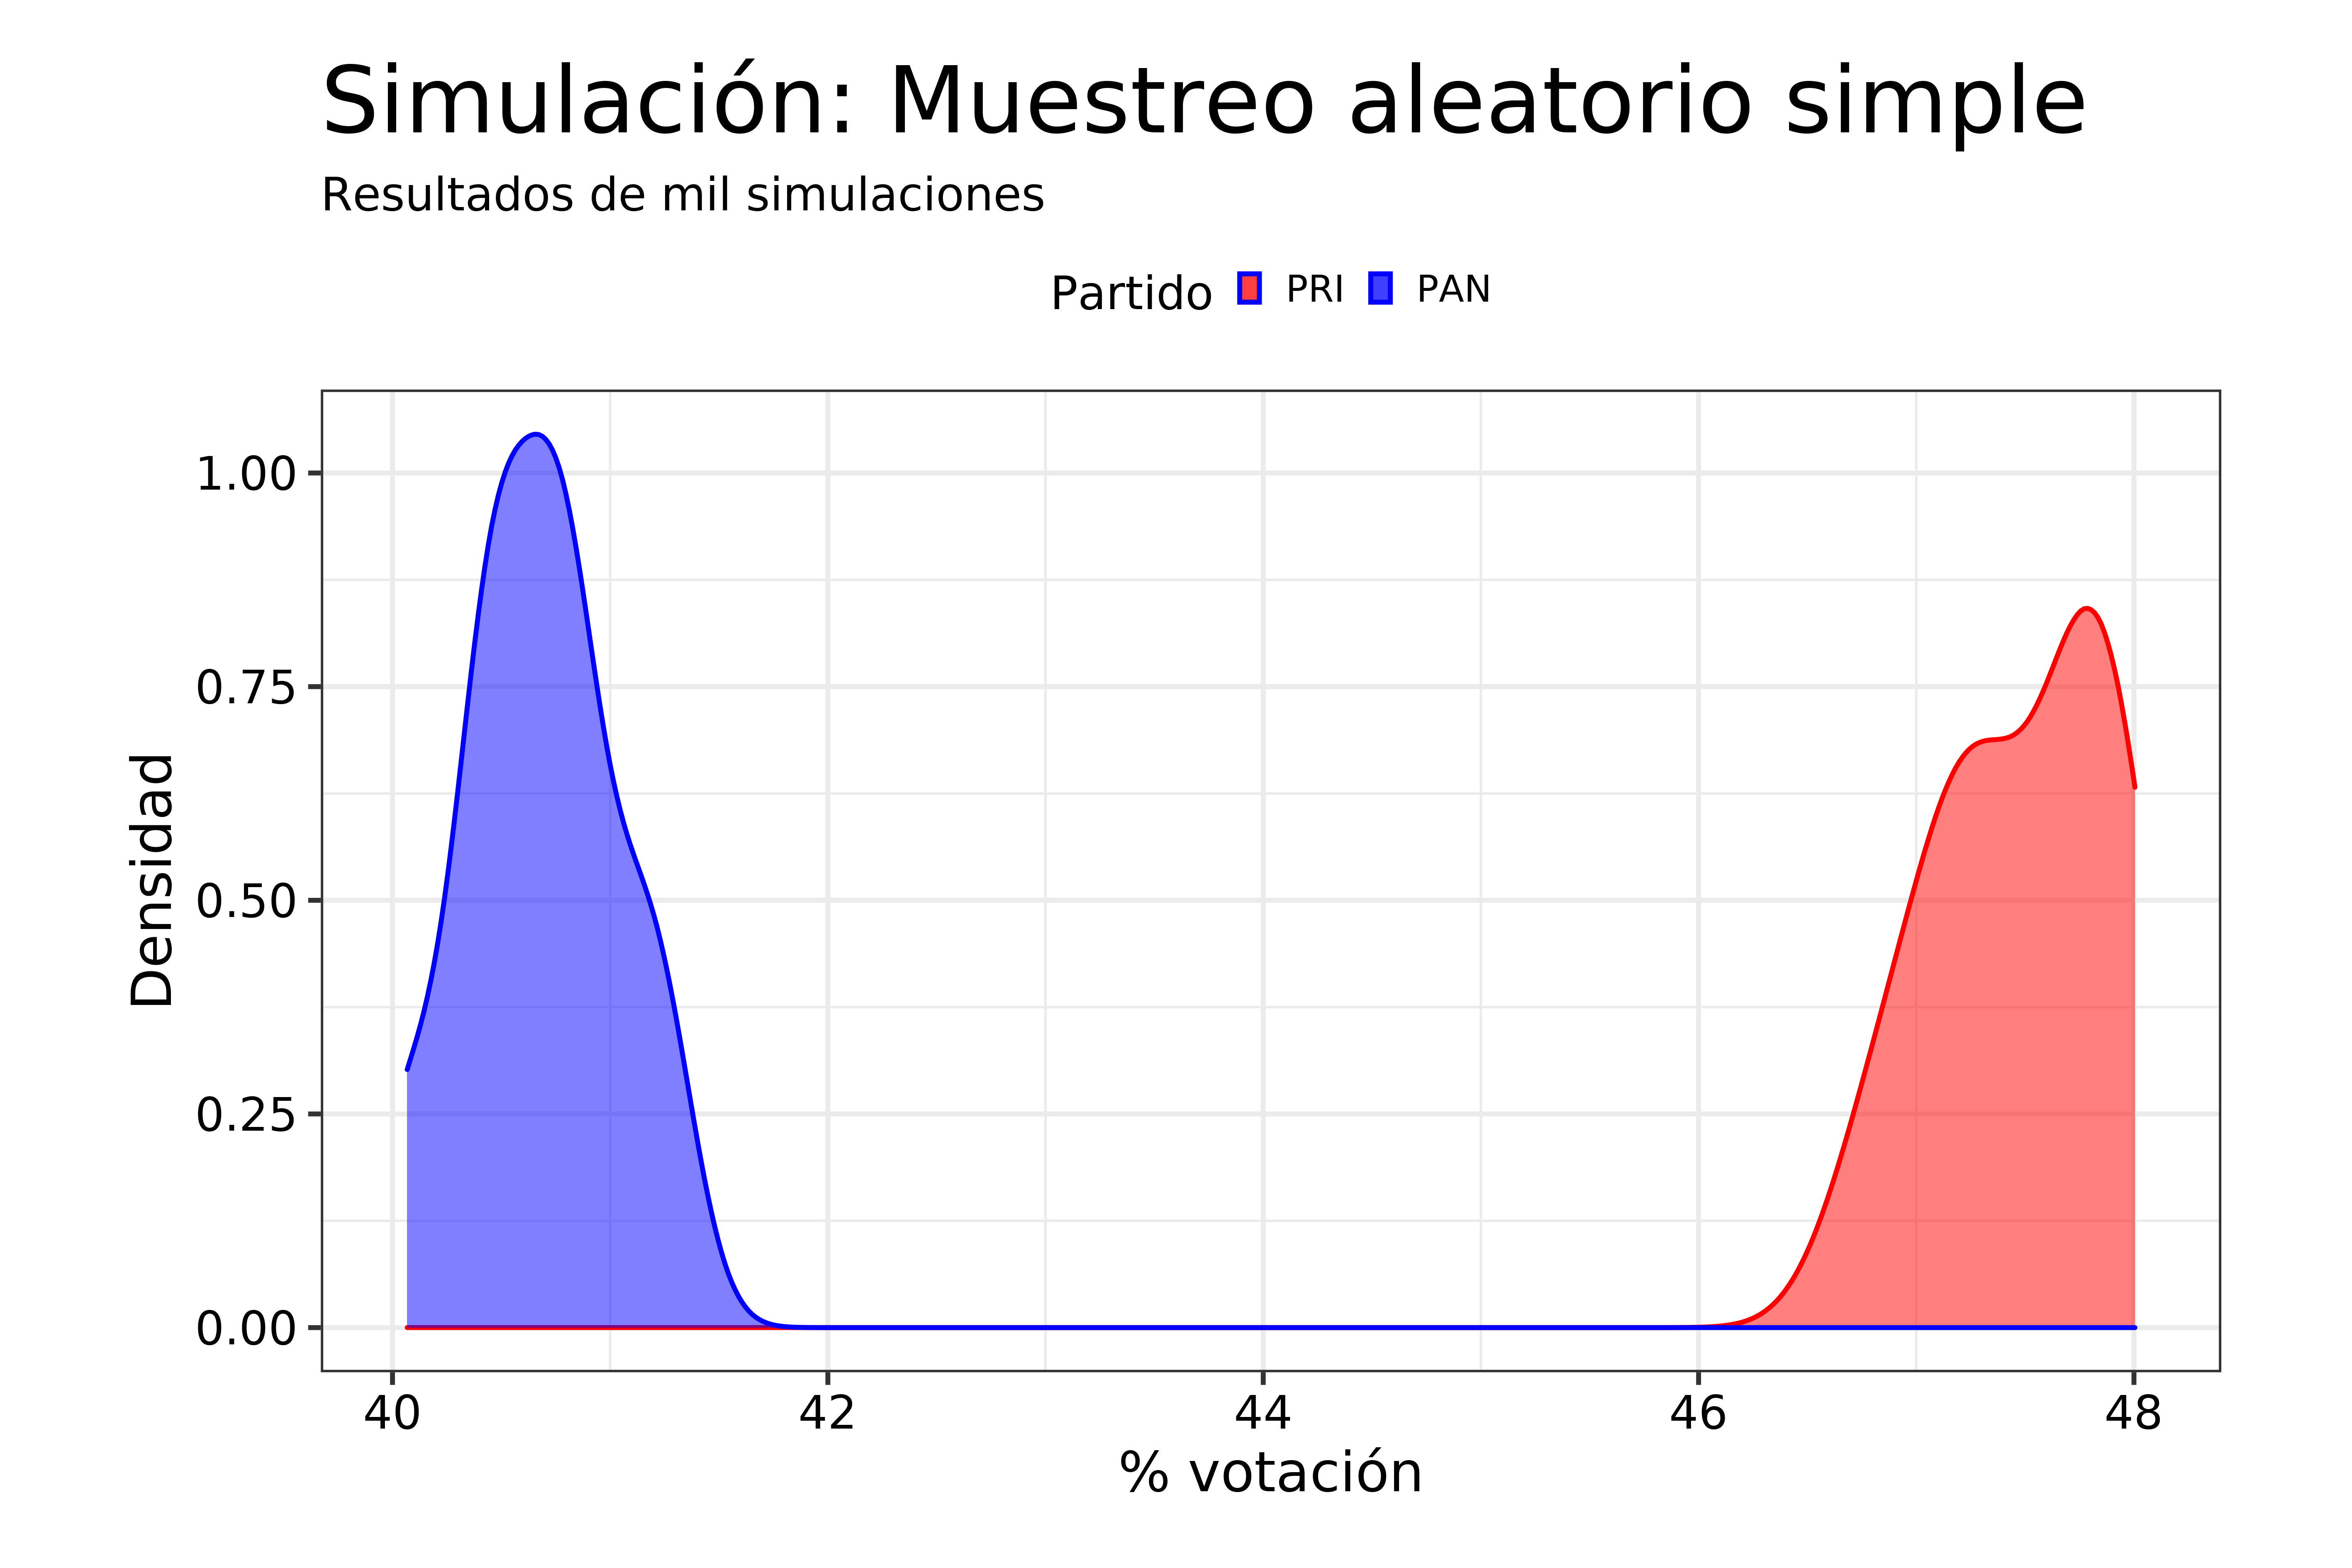 Simulación: Muestreo aleatorio simple
Resultados de mil simulaciones
Partido PRI PAN
1.00
0.75
0.50
0.25
0.00
Densidad
40 42 44 46 48
% votación